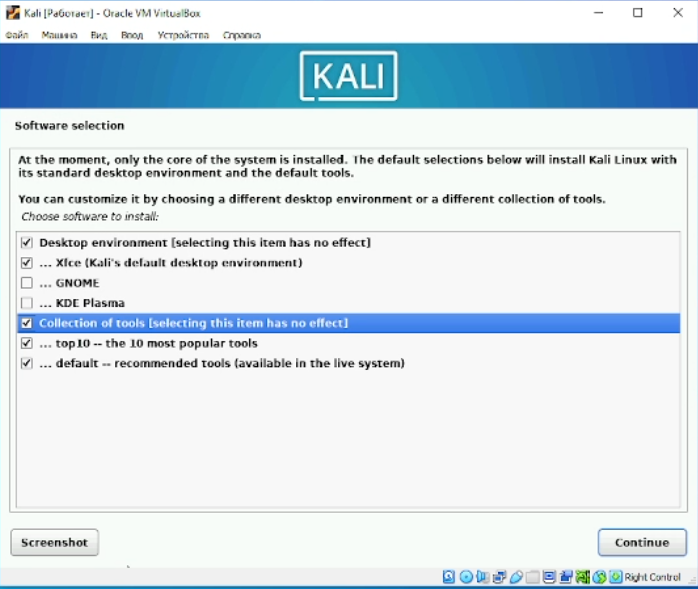 Kali [Работает] - Oracle VM VirtualBox
Файл Машина Вид Ввод Устройства Справка
KALI
Software selection
At the moment, only the core of the system is installed. The default selections below will install Kali Linux with
its standard desktop environment and the default tools.
You can customize it by choosing a different desktop environment or a different collection of tools.
Choose software to install:
Desktop environment [selecting this item has no effect]
... Xfce (Kali's default desktop environment)
... GNOME
... KDE Plasma
Collection of tools [selecting this item has no effect]
... top10 -- the 10 most popular tools
... default -- recommended tools (available in the live system)
Screenshot Continue
Right Control